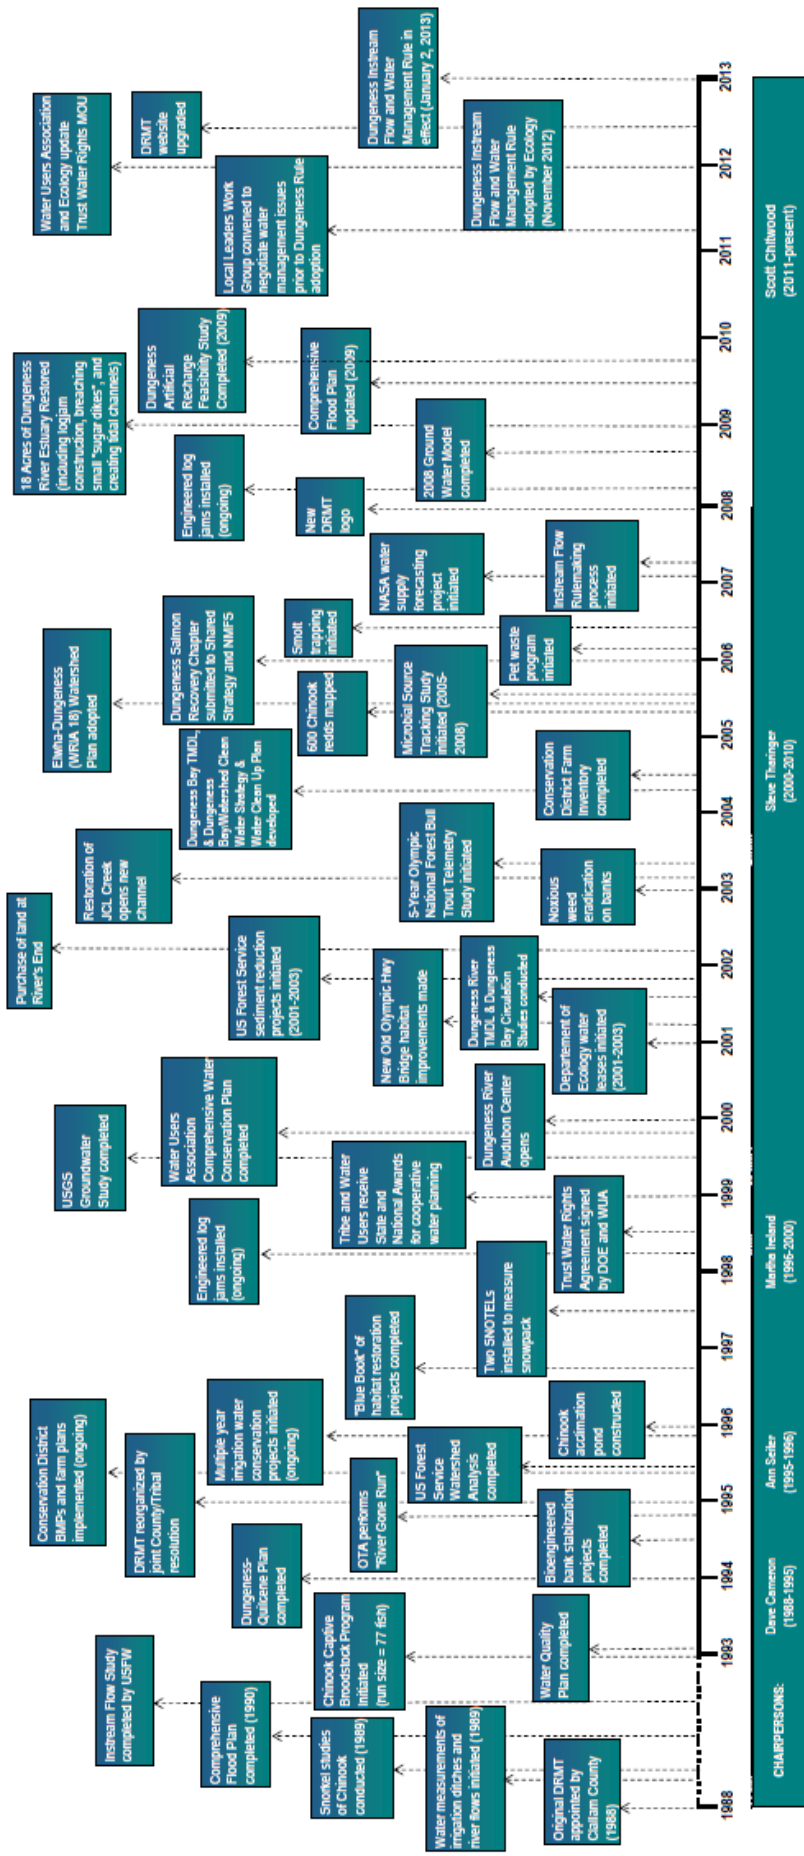 Original DRMT
appointed by
Clallam County
(1988)
Water measurements of
irrigation ditches and
river flows initiated (1989)
Snorkel studies
of Chinook
conducted (1989)
Comprehensive
Flood Plan
completed (1990)
Instream Flow Study
completed by USFW
Chinook Captive
Broodstock Program
Initiated
(run size = 77 fish)
Water Quality
Plan completed
Dungeness-
Quilcene Plan
completed
Bioengineered
bank stabilization
projects
completed
OTA performs
"River Gone Run"
DRMT reorganized by
joint County/Tribal
resolution
Conservation District
BMPs and farm plans
implemented (ongoing)
US Forest
Service
Watershed
Analysis
completed
Multiple year
irrigation water
conservation
projects initiated
(ongoing)
Chinook
acclimation
pond
constructed
"Blue Book" of
habitat restoration
projects completed
Two SNOTELs
installed to measure
snowpack
Engineered log
jams installed
(ongoing)
Trust Water Rights
Agreement signed
by DOE and WUA
Tribe and Water
Users receive
State and
National Awards
for cooperative
water planning
USGS
Groundwater
Study completed
Water Users
Association
Comprehensive Water
Conservation Plan
completed
Dungeness River
Audubon Center
opens
Departement of
Ecology water
leases initiated
(2001-2003)
New Old Olympic Hwy
Bridge habitat
improvements made
Dungeness River
TMDL & Dungeness
Bay Circulation
Studies conducted
US Forest Service
sediment reduction
projects initiated
(2001-2003)
Purchase of land at
River's End
Noxious
weed
eradication
on banks
Restoration of
JCL Creek
opens new
channel
5-Year Olympic
National Forest Bull
Trout Telemetry
Study initiated
Dungeness Bay TMDL,
& Dungeness
Bay/Watershed Clean
Water Strategy &
Water Clean Up Plan
developed
Conservation
District Farm
Inventory
completed
600 Chinook
redds mapped
Elwha-Dungeness
(WRIA 18) Watershed
Plan adopted
Microbial Source
Tracking Study
initiated (2005-
2008)
Dungeness Salmon
Recovery Chapter
submitted to Shared
Strategy and NMFS
Pet waste
program
initiated
Smolt
trapping
initiated
NASA water
supply
forecasting
project
initiated
Instream Flow
Rulemaking
process
initiated
New
DRMT
logo
Engineered log
jams installed
(ongoing)
2008 Ground
Water Model
completed
18 Acres of Dungeness
River Estuary Restored
(including logjam
construction, breaching
small "sugar dikes", and
creating tidal channels)
Comprehensive
Flood Plan
updated (2009)
Dungeness
Artificial
Recharge
Feasibility Study
Completed (2009)
Local Leaders Work
Group convened to
negotiate water
management issues
prior to Dungeness Rule
adoption
Water Users Association
and Ecology update
Trust Water Rights MOU
DRMT
website
upgraded
Dungeness Instream
Flow and Water
Management Rule
adopted by Ecology
(November 2012)
Dungeness Instream
Flow and Water
Management Rule in
effect (January 2, 2013)
1988
1993
1994
1995
1996
1997
1998
1999
2000
2001
2002
2003
2004
2005
2006
2007
2008
2009
2010
2011
2012
2013
CHAIRPERSONS:
Dave Cameron
(1988-1995)
Ann Seiler
(1995-1996)
Martha Ireland
(1996-2000)
Steve Tharinger
(2000-2010)
Scott Chitwood
(2011-present)